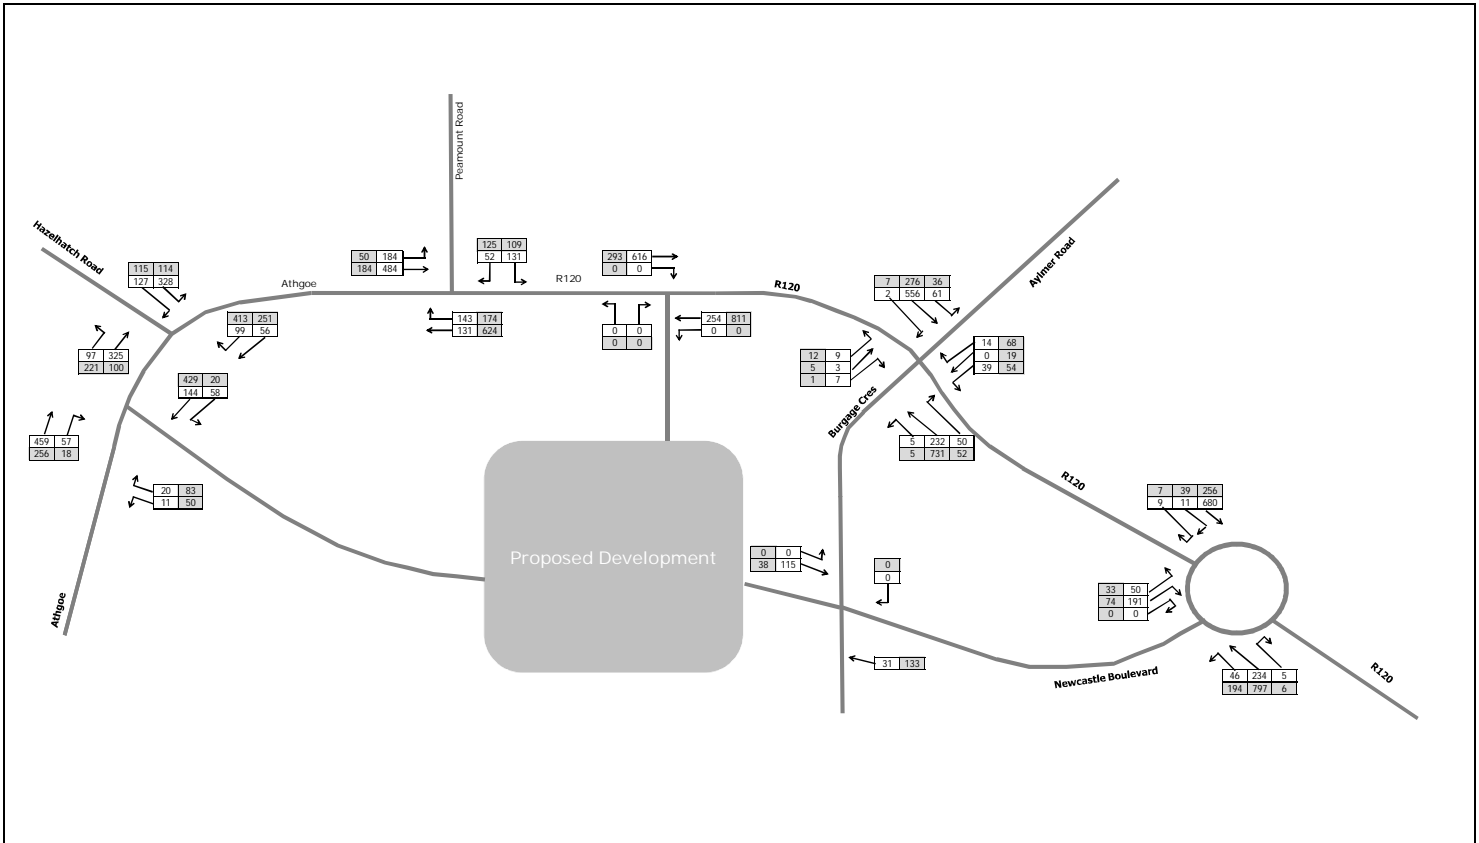 Peamount Road
Hazelhatch Road
Aylmer Road
125 109
52 131
50 184
184 484
293 616
0 0
115 114
127 328
Athgoe
R120
R120
7 276 36
2 556 61
413 251
99 56
143 174
131 624
0 0
0 0
254 811
0 0
97 325
221 100
12 9
5 3
1 7
14 68
0 19
39 54
429 20
144 58
Burgage Cres
459 57
256 18
5 232 50
5 731 52
R120
20 83
11 50
7 39 256
9 11 680
Proposed Development
0 0
38 115
0
0
33 50
74 191
0 0
Athgoe
31 133
Newcastle Boulevard
46 234 5
194 797 6
R120